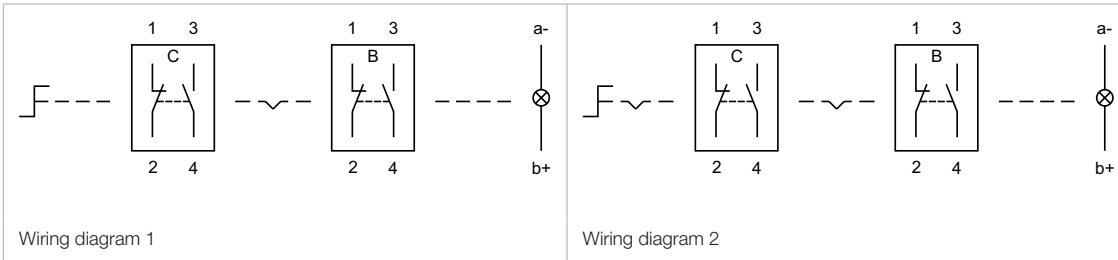 1 3 1 3 a- 1 3 1 3 a-
C B C B
2 4 2 4 b+ 2 4 2 4 b+
Wiring diagram 1 Wiring diagram 2